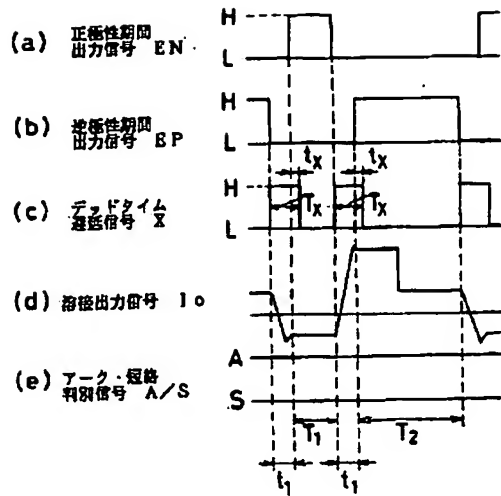 (a) 正極性期間
出力信号 EN
H
L
(b) 逆極性期間
出力信号 EP
H
L
tx tx
(c) デッドタイム
遅延信号 X
H
L
Tx Tx
(d) 溶接出力信号 Io
(e) アーク・短絡
判別信号 A/S
A
S
T1 T2
t1 t1